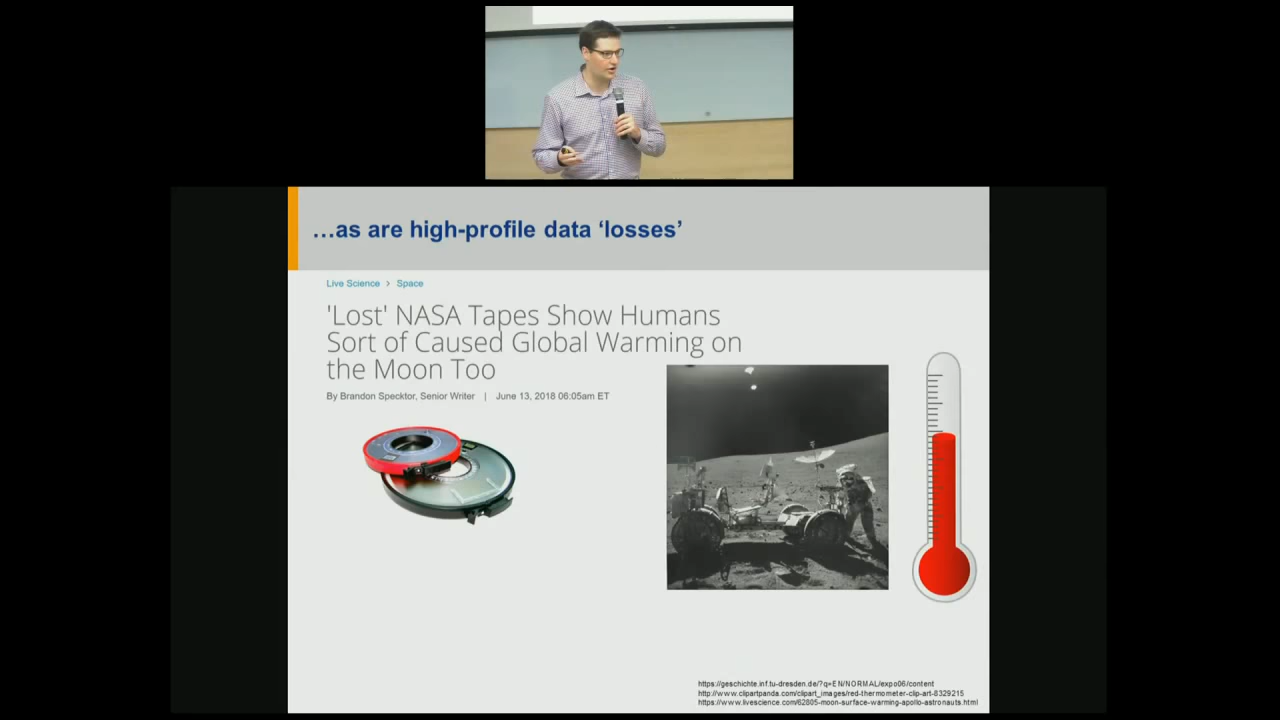 …as are high-profile data ‘losses’
Live Science > Space
'Lost' NASA Tapes Show Humans
Sort of Caused Global Warming on
the Moon Too
By Brandon Specktor, Senior Writer | June 13, 2018 06:05am ET
https://geschichte.inf.tu-dresden.de/?q=EN/NORMAL/expo06/content
http://www.clipartpanda.com/clipart_images/red-thermometer-clip-art-8329215
https://www.livescience.com/62805-moon-surface-warming-apollo-astronauts.html